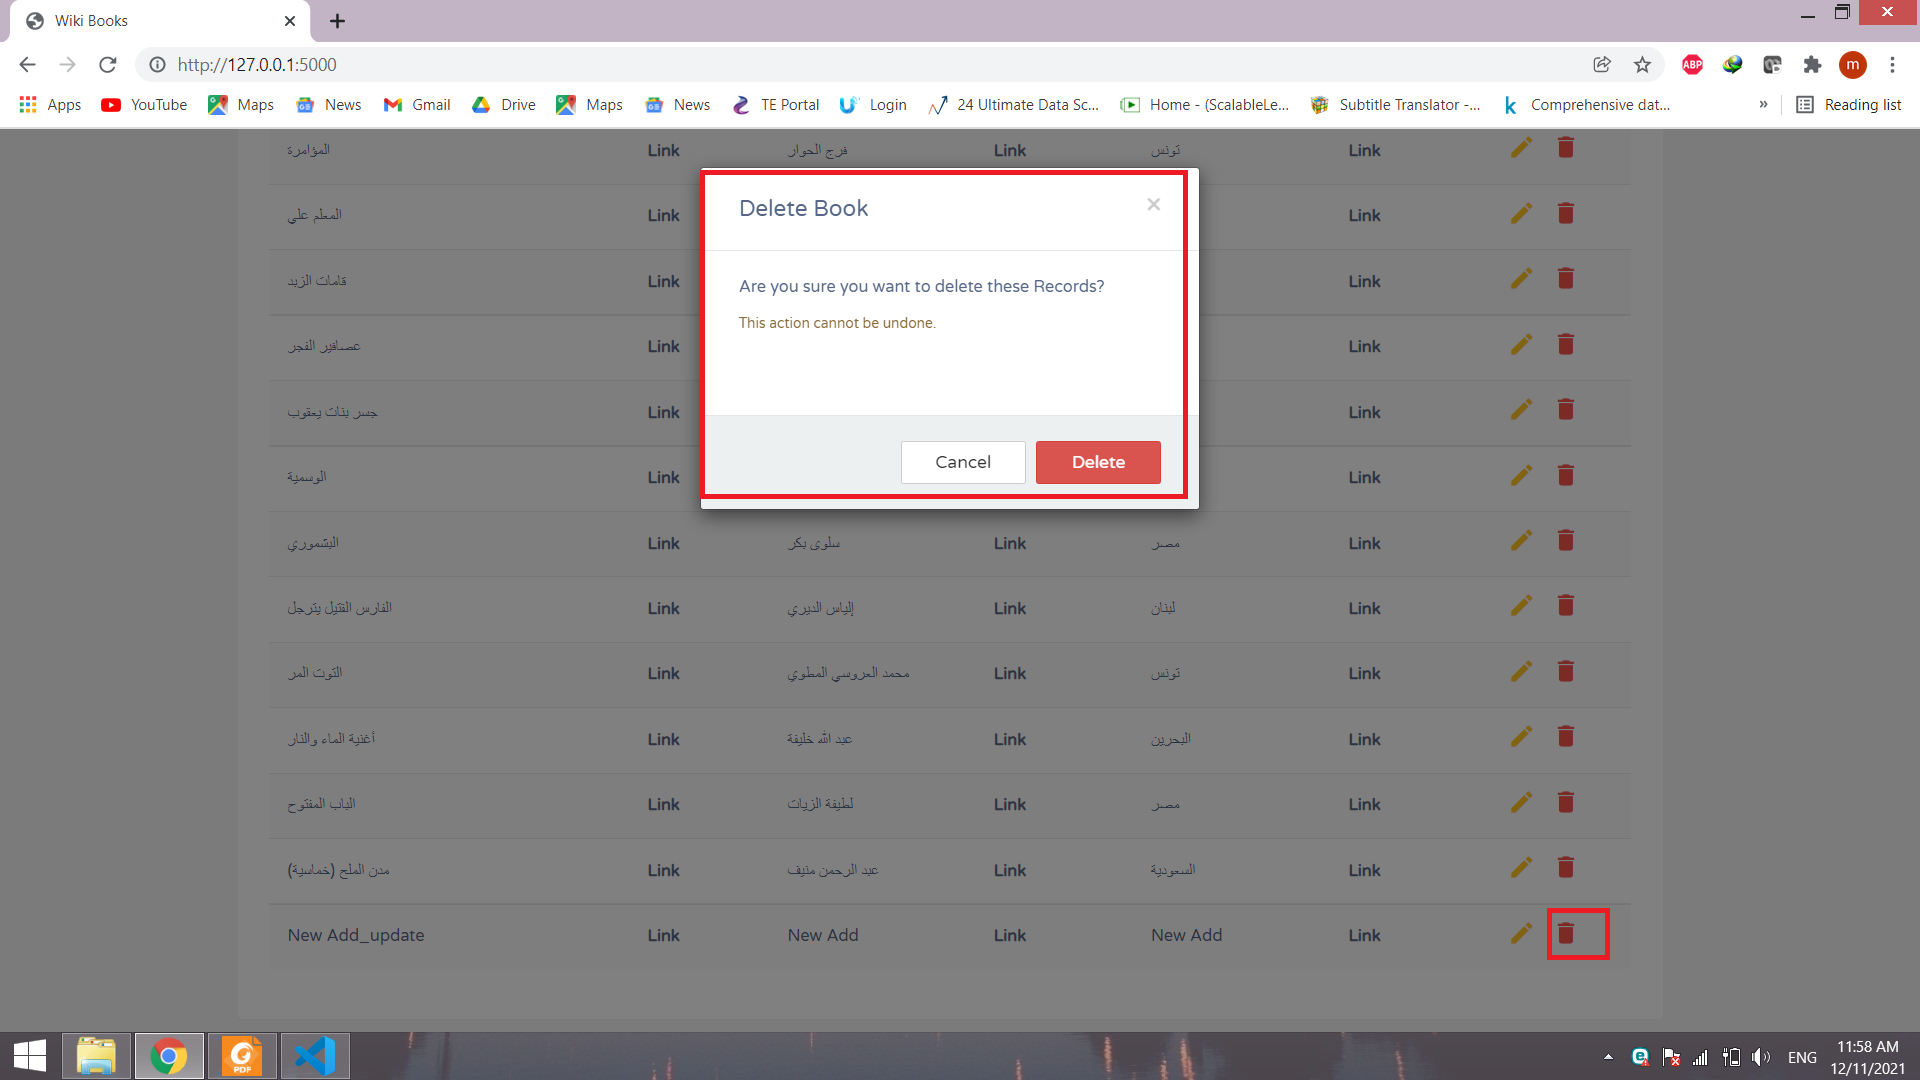 Wiki Books
http://127.0.0.1:5000
ABP
m
Apps YouTube Maps News Gmail Drive Maps News TE Portal Login 24 Ultimate Data Sc... Home - (ScalableLe... Subtitle Translator -... Comprehensive dat... » Reading list
المؤامرة Link فرج الحوار Link تونس Link
المعلم علي Link Link
قامات الزبد Link Link
عصافير الفجر Link Link
جسر بنات يعقوب Link Link
الوسمية Link Link
Delete Book
Are you sure you want to delete these Records?
This action cannot be undone.
Cancel Delete
البشموري Link سلوى بكر Link مصر Link
الفارس القتيل يترجل Link إلياس الديري Link لبنان Link
التوت المر Link محمد العروسي المطوي Link تونس Link
أغنية الماء والنار Link عبد الله خليفة Link البحرين Link
الباب المفتوح Link لطيفة الزيات Link مصر Link
مدن الملح (خماسية) Link عبد الرحمن منيف Link السعودية Link
New Add_update Link New Add Link New Add Link
PDF
ENG
11:58 AM
12/11/2021